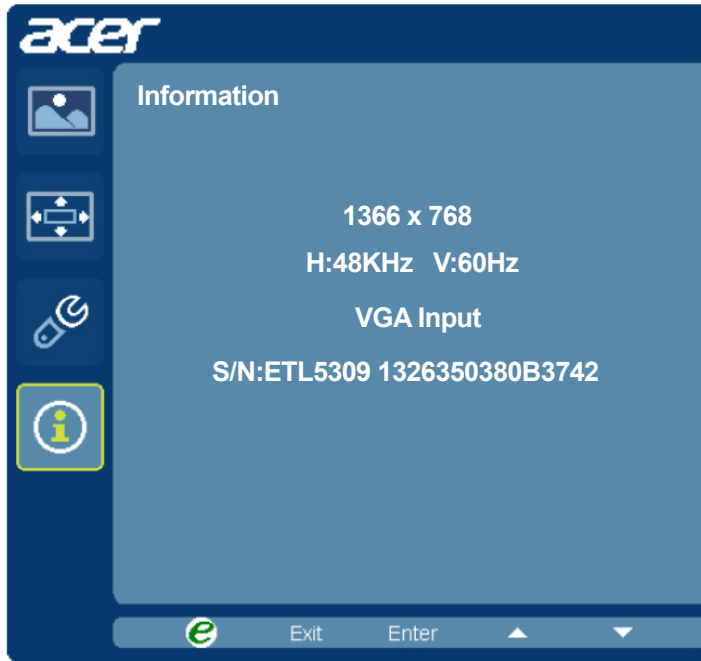 acer
Information
1366 x 768
H:48KHz V:60Hz
VGA Input
S/N:ETL5309 1326350380B3742
e Exit Enter